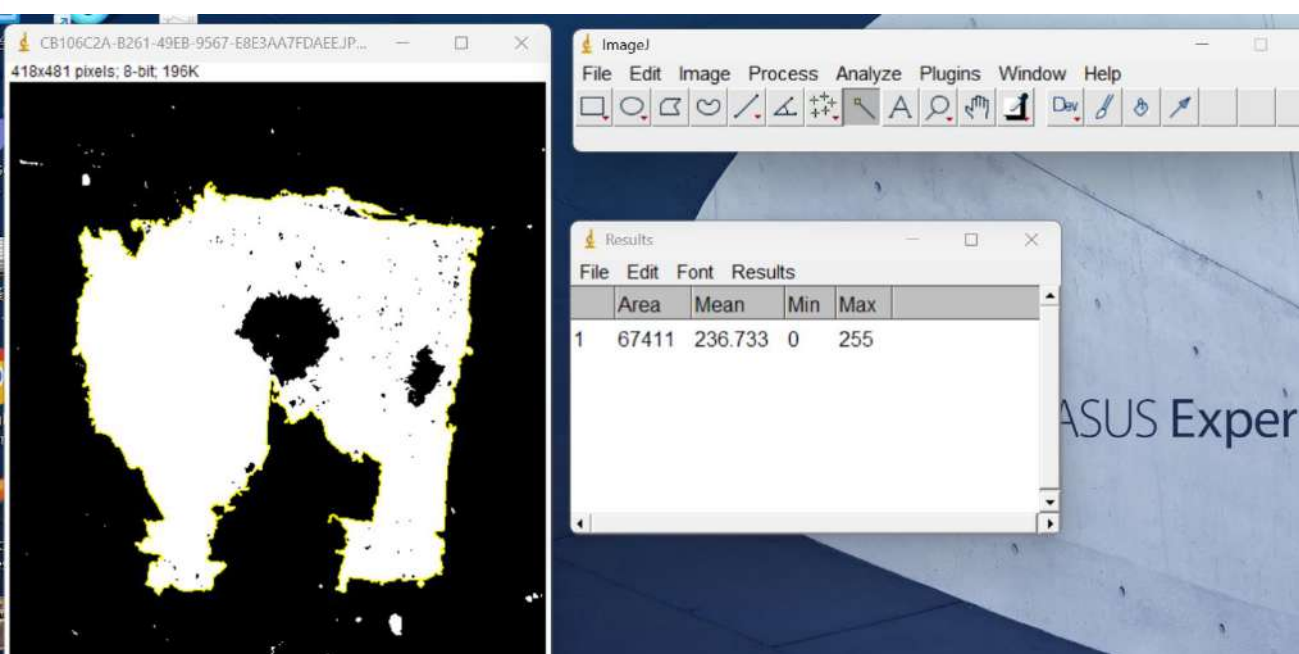 CB106C2A-B261-49EB-9567-E8E3AA7FDAEE.JP...
418x481 pixels; 8-bit; 196K
ImageJ
File Edit Image Process Analyze Plugins Window Help
A Dev
Results
File Edit Font Results
Area Mean Min Max
1 67411 236.733 0 255
ASUS Exper